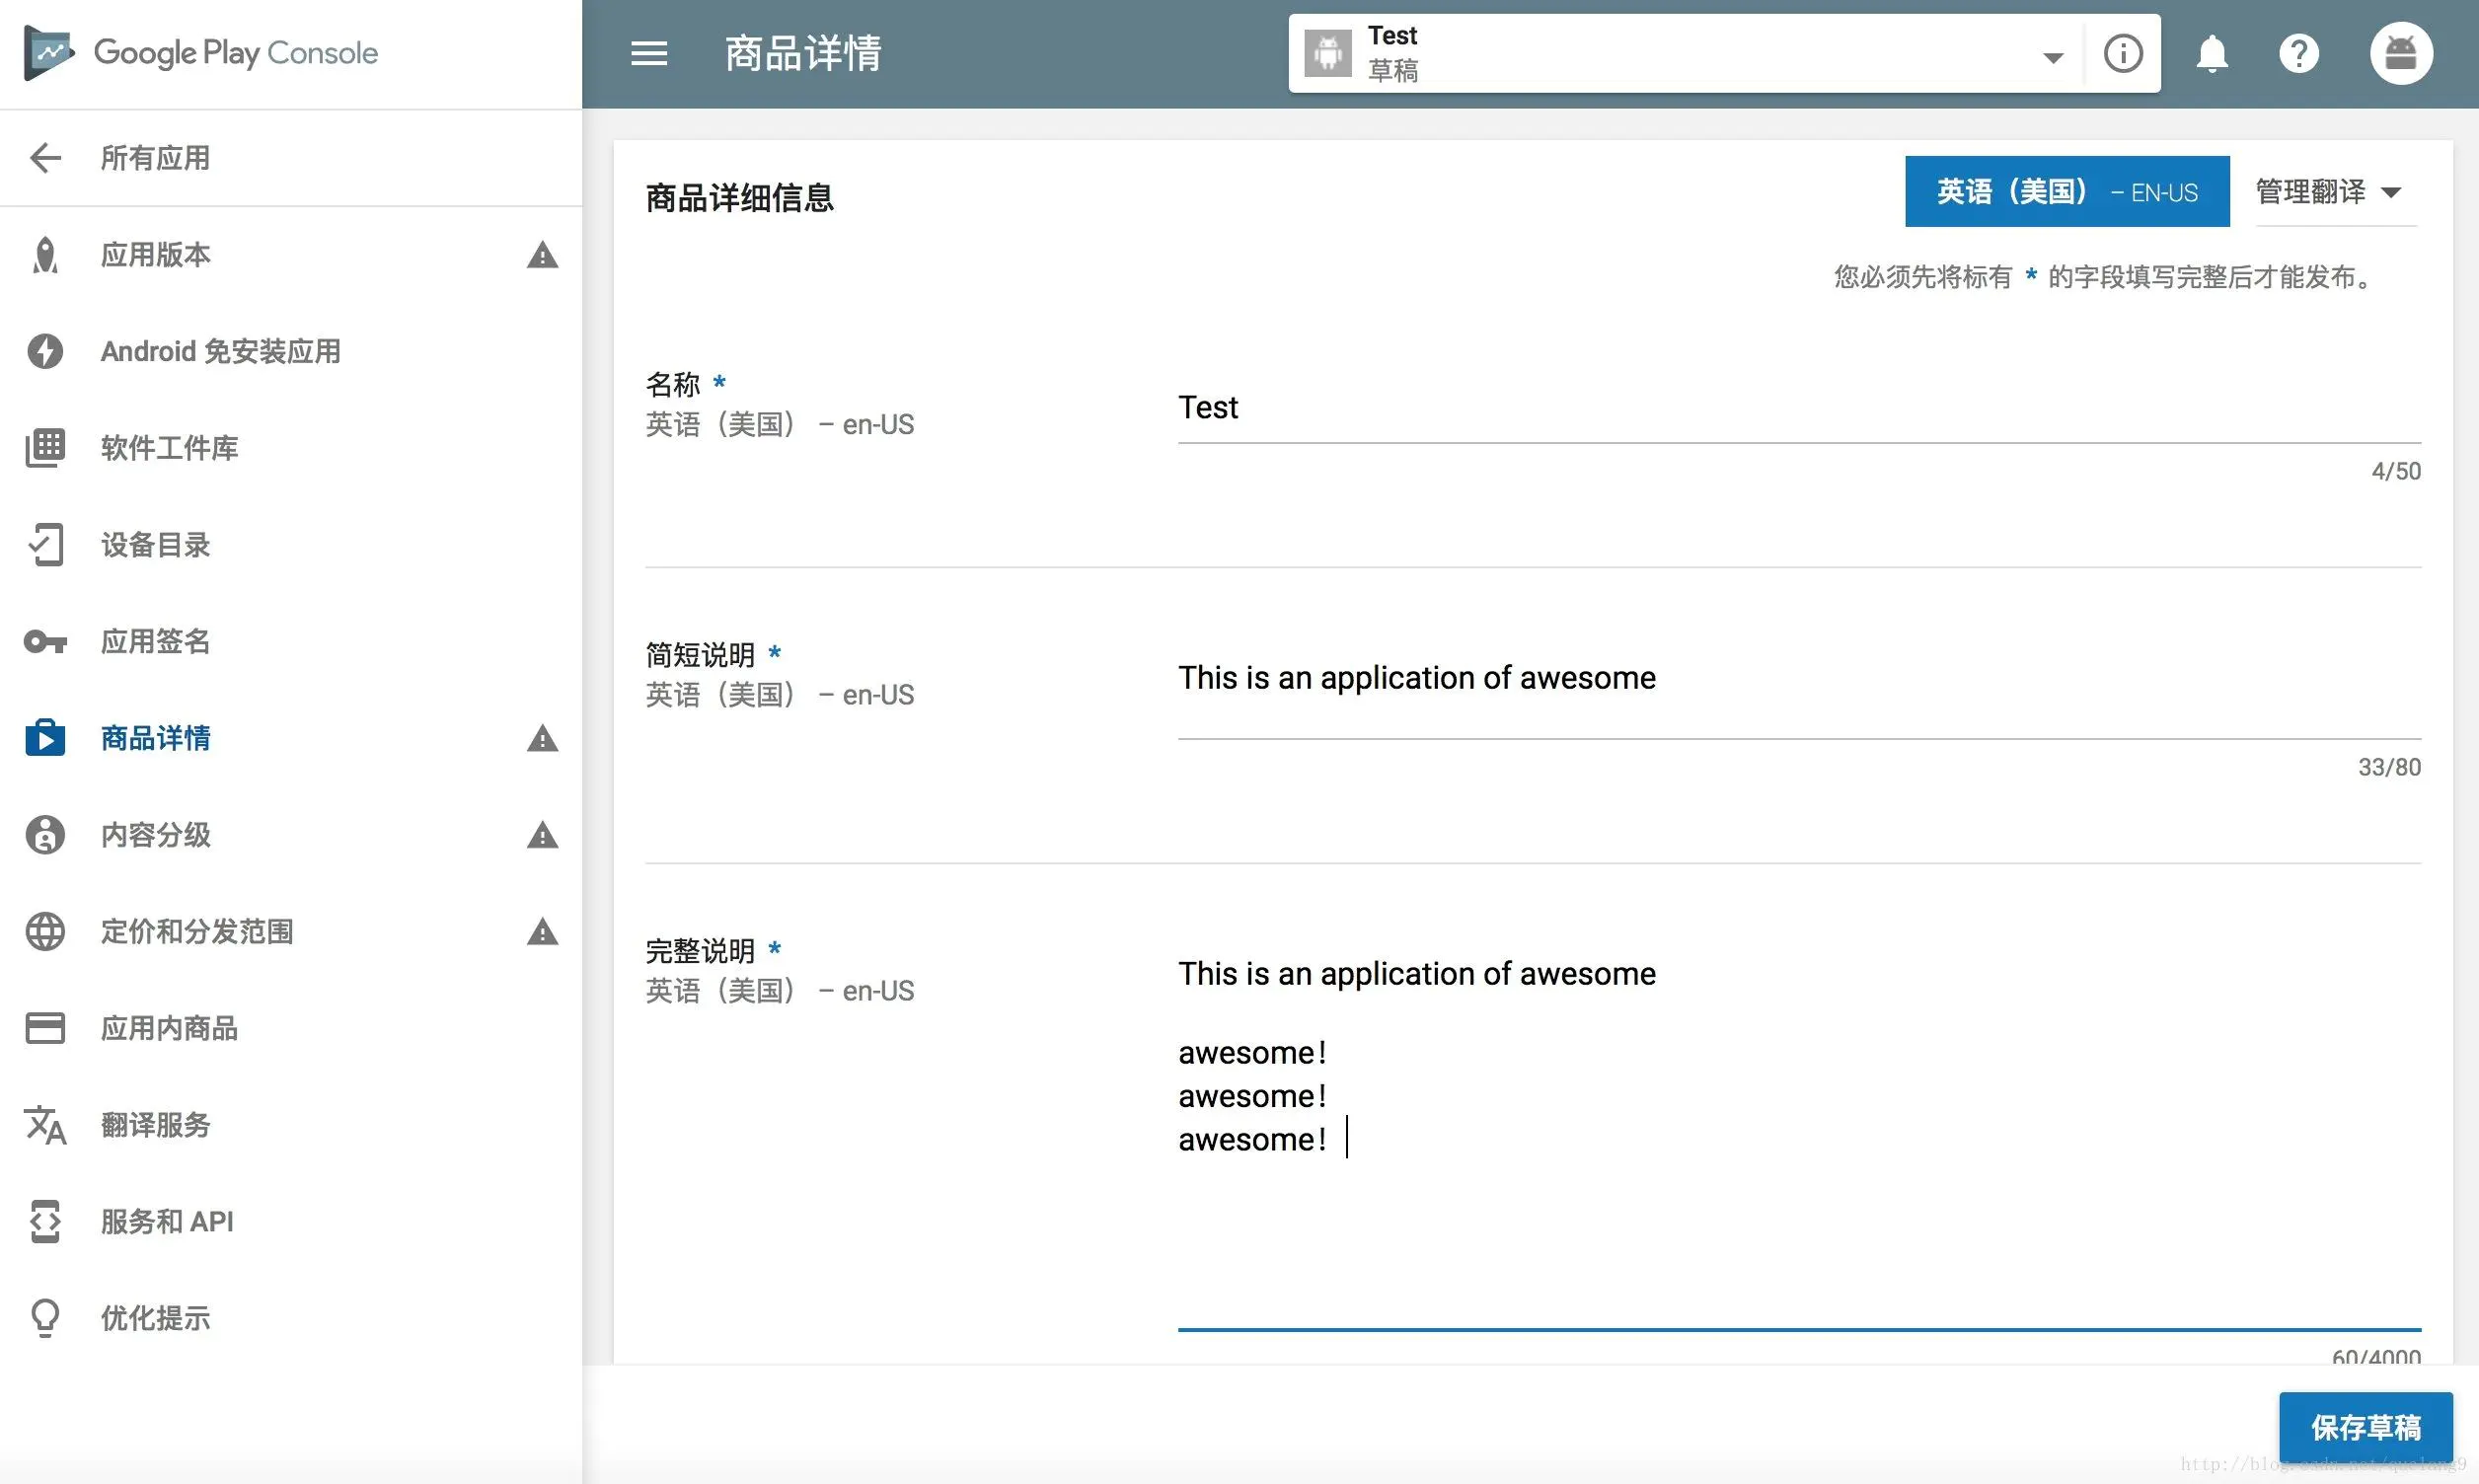 Google Play Console
商品详情
Test
草稿
所有应用
应用版本
Android 免安装应用
软件工件库
设备目录
应用签名
商品详情
内容分级
定价和分发范围
应用内商品
翻译服务
服务和 API
优化提示
商品详细信息
英语（美国） – EN-US
管理翻译
您必须先将标有 * 的字段填写完整后才能发布。
名称 *
英语（美国） – en-US
Test
4/50
简短说明 *
英语（美国） – en-US
This is an application of awesome
33/80
完整说明 *
英语（美国） – en-US
This is an application of awesome
awesome！
awesome！
awesome！
60/4000
保存草稿